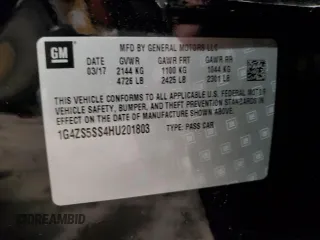 GM
MFD BY GENERAL MOTORS LLC
DATE GVWR GAWR FRT GAWR RR
03/17 2144 KG 1100 KG 1044 KG
4726 LB 2425 LB 2301 LB
THIS VEHICLE CONFORMS TO ALL APPLICABLE U.S. FEDERAL MOTOR
VEHICLE SAFETY, BUMPER, AND THEFT PREVENTION STANDARDS IN
EFFECT ON THE DATE OF MANUFACTURE SHOWN ABOVE.
1G4ZS5SS4HU201803 TYPE: PASS CAR
DREAMBID